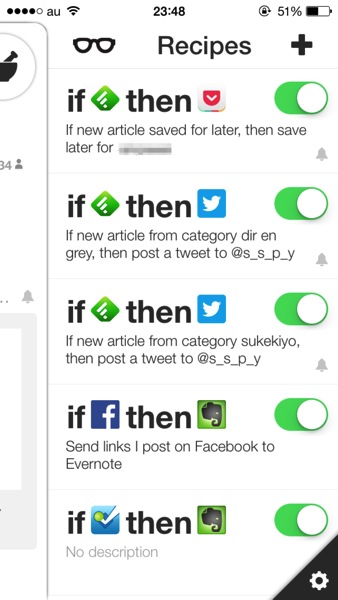 au 23:48 51%
Recipes
if then
If new article saved for later, then save
later for
34
if then
If new article from category dir en
grey, then post a tweet to @s_s_p_y
if then
If new article from category sukekiyo,
then post a tweet to @s_s_p_y
if then
Send links I post on Facebook to
Evernote
if then
No description